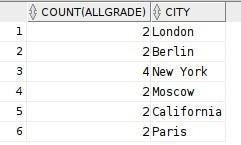 COUNT(ALLGRADE) CITY
1 2 London
2 2 Berlin
3 4 New York
4 2 Moscow
5 2 California
6 2 Paris